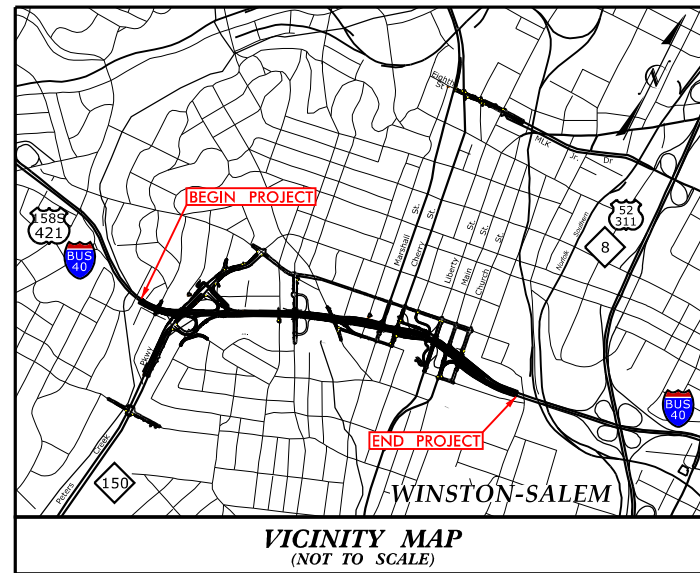 Eighth
St.
N
MLK Jr. Dr
BEGIN PROJECT
158S
421
BUS
40
52
311
8
Norfolk Southern
Marshall St.
Cherry St.
Liberty St.
Main St.
Church St.
Pkwy
Peters Creek
150
END PROJECT
BUS
40
WINSTON-SALEM
VICINITY MAP
(NOT TO SCALE)